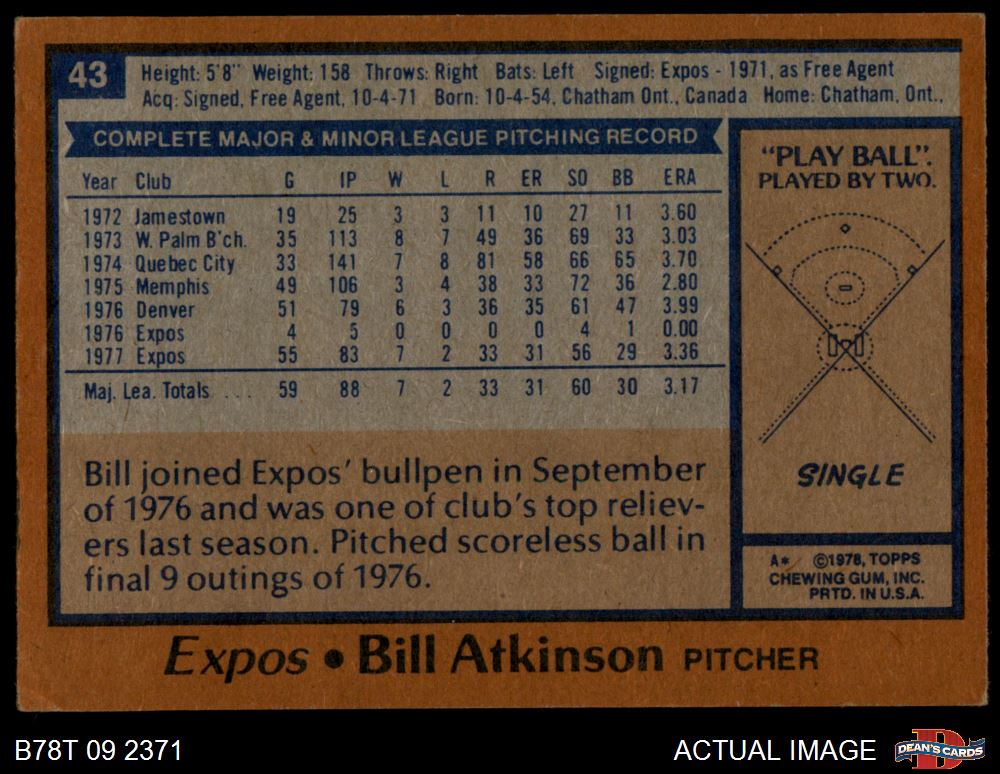 43
Height: 5'8" Weight: 158 Throws: Right Bats: Left Signed: Expos - 1971, as Free Agent
Acq: Signed, Free Agent, 10-4-71 Born: 10-4-54, Chatham Ont., Canada Home: Chatham, Ont.,
COMPLETE MAJOR & MINOR LEAGUE PITCHING RECORD
Year Club G IP W L R ER SO BB ERA
1972 Jamestown 19 25 3 3 11 10 27 11 3.60
1973 W. Palm B'ch. 35 113 8 7 49 36 69 33 3.03
1974 Quebec City 33 141 7 8 81 58 66 65 3.70
1975 Memphis 49 106 3 4 38 33 72 36 2.80
1976 Denver 51 79 6 3 36 35 61 47 3.99
1976 Expos 4 5 0 0 0 0 4 1 0.00
1977 Expos 55 83 7 2 33 31 56 29 3.36
Maj. Lea. Totals ... 59 88 7 2 33 31 60 30 3.17
Bill joined Expos' bullpen in September
of 1976 and was one of club's top reliev-
ers last season. Pitched scoreless ball in
final 9 outings of 1976.
"PLAY BALL".
PLAYED BY TWO.
SINGLE
A* ©1978, TOPPS
CHEWING GUM, INC.
PRTD. IN U.S.A.
Expos • Bill Atkinson PITCHER
B78T 09 2371
ACTUAL IMAGE
DEAN'S CARDS